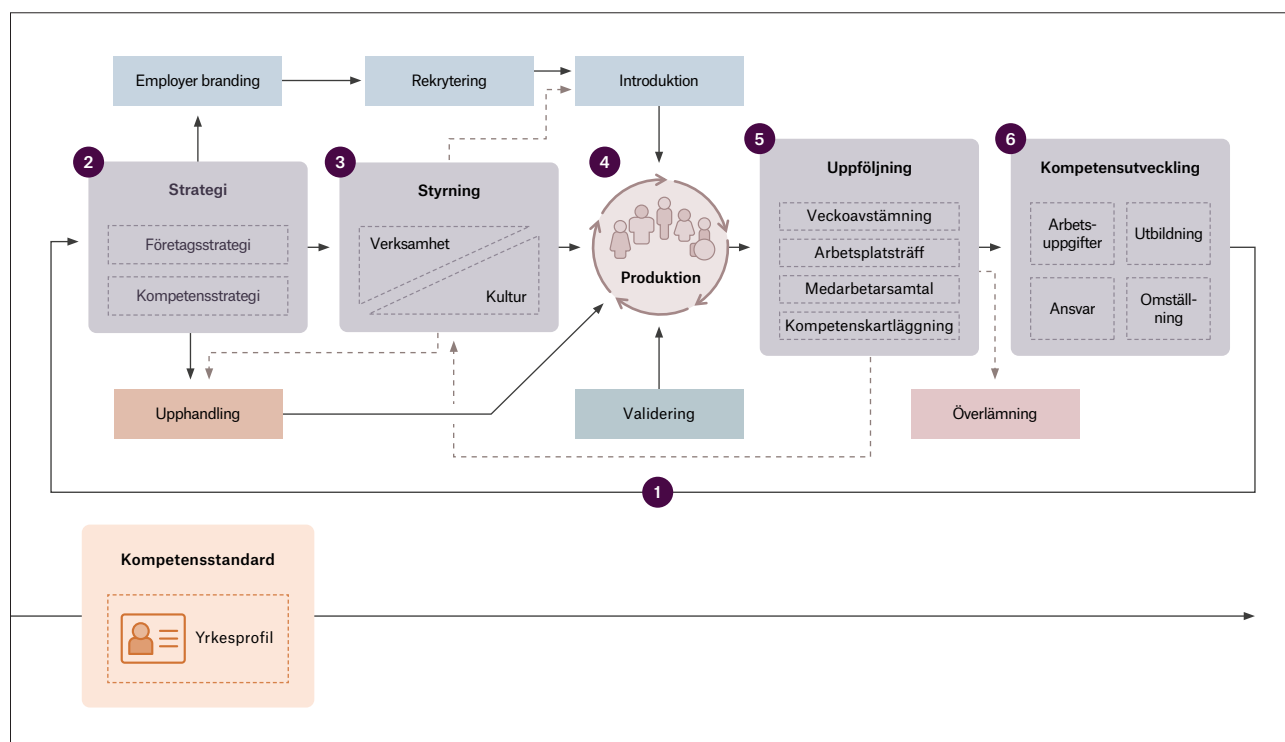 Employer branding
Rekrytering
Introduktion
2
Strategi
Företagsstrategi
Kompetensstrategi
3
Styrning
Verksamhet
Kultur
4
Produktion
5
Uppföljning
Veckoavstämning
Arbetsplatsträff
Medarbetarsamtal
Kompetenskartläggning
6
Kompetensutveckling
Arbets-
uppgifter
Utbildning
Ansvar
Omställ-
ning
Upphandling
Validering
Överlämning
1
Kompetensstandard
Yrkesprofil